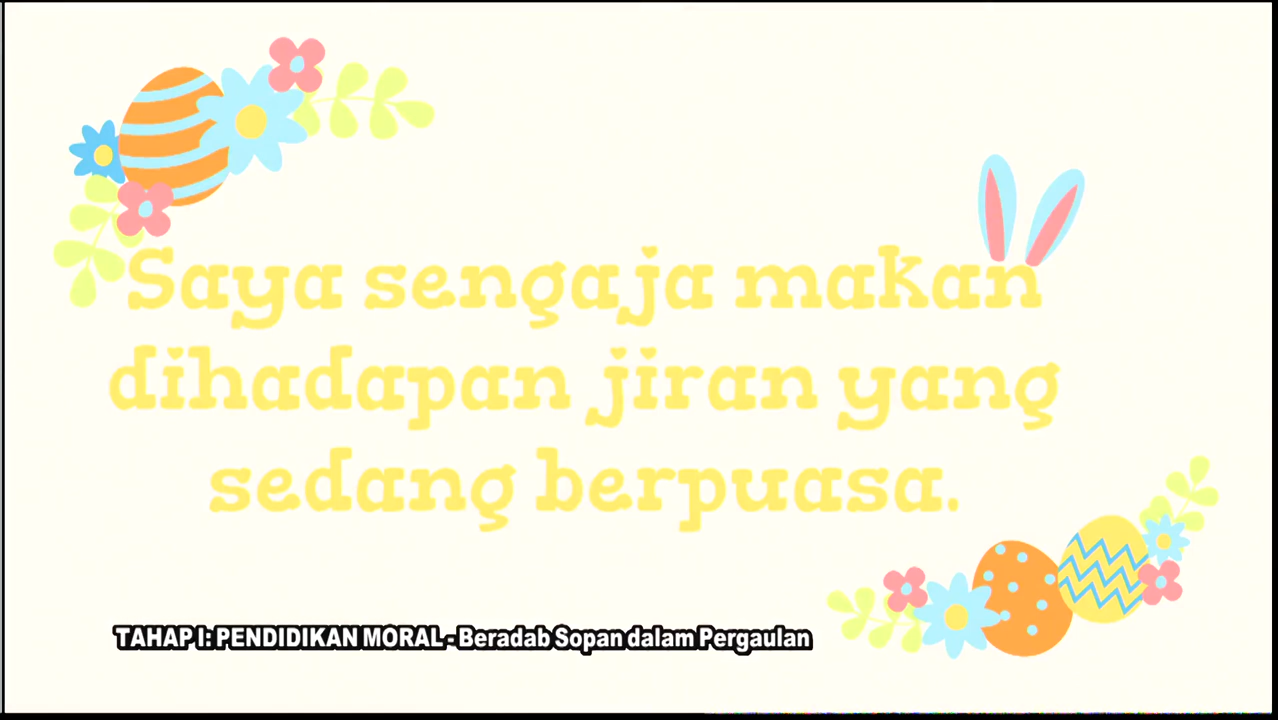 Saya sengaja makan
dihadapan jiran yang
sedang berpuasa.
TAHAP I: PENDIDIKAN MORAL - Beradab Sopan dalam Pergaulan